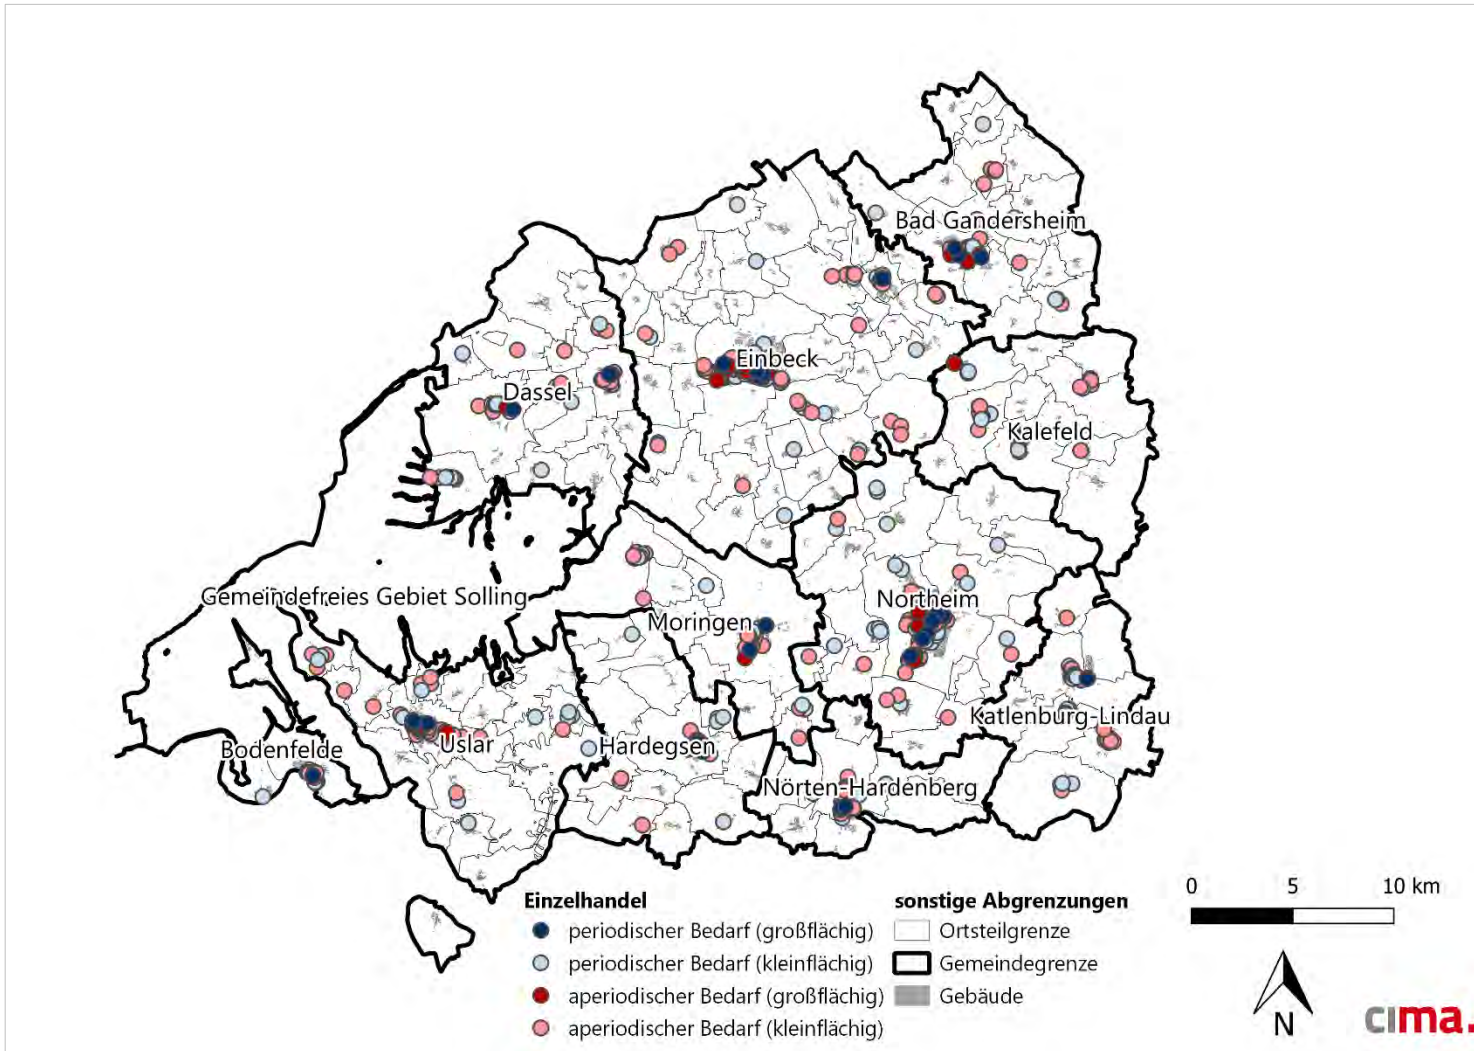 Bad Gandersheim
Einbeck
Dassel
Kalefeld
Gemeindefreies Gebiet Solling
Northeim
Moringen
Katlenburg-Lindau
Uslar
Hardegsen
Bodenfelde
Nörten-Hardenberg
Einzelhandel
periodischer Bedarf (großflächig)
periodischer Bedarf (kleinflächig)
aperiodischer Bedarf (großflächig)
aperiodischer Bedarf (kleinflächig)
sonstige Abgrenzungen
Ortsteilgrenze
Gemeindegrenze
Gebäude
0 5 10 km
N
cima.